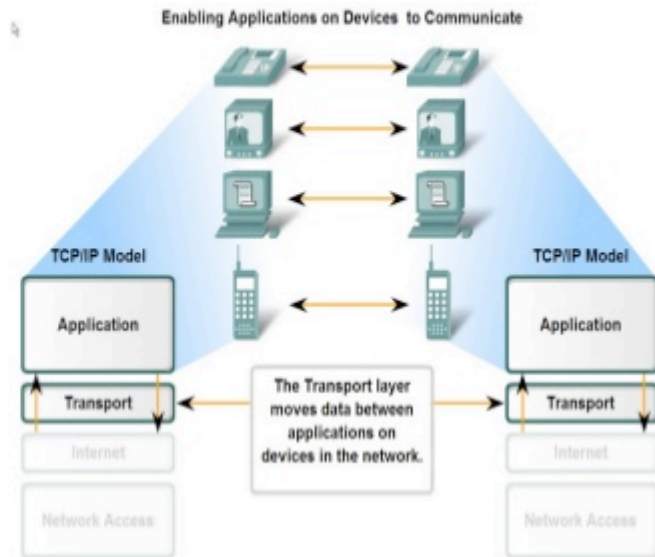 Enabling Applications on Devices to Communicate
TCP/IP Model
TCP/IP Model
Application
Application
The Transport layer
moves data between
applications on
devices in the network.
Transport
Transport
Internet
Internet
Network Access
Network Access